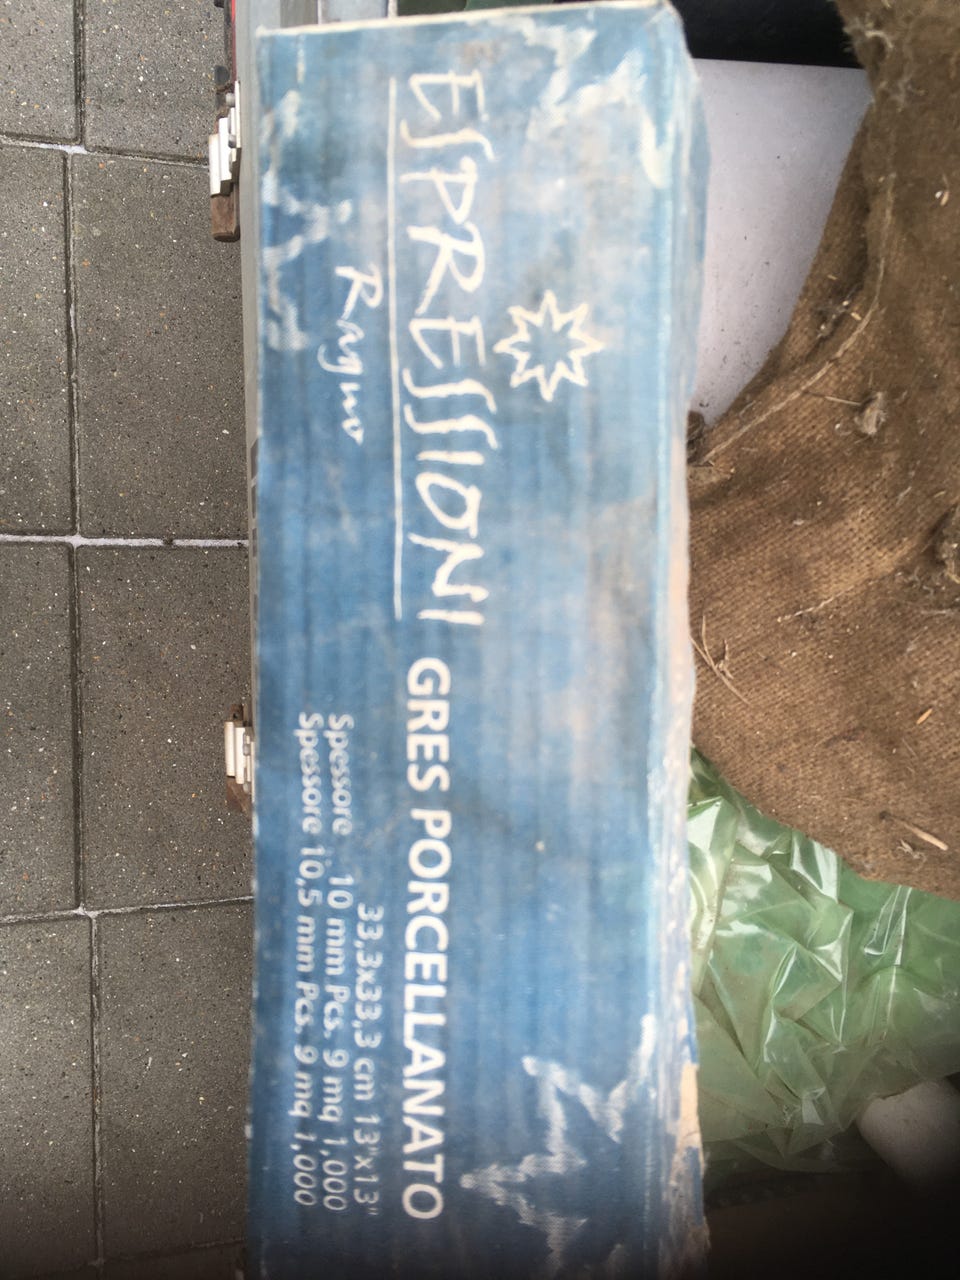 ESPRESSIONI GRES PORCELLANATO
Ragno
33,3x33,3 cm 13"x13"
Spessore 10 mm Pcs. 9 mq 1,000
Spessore 10,5 mm Pcs. 9 mq 1,000